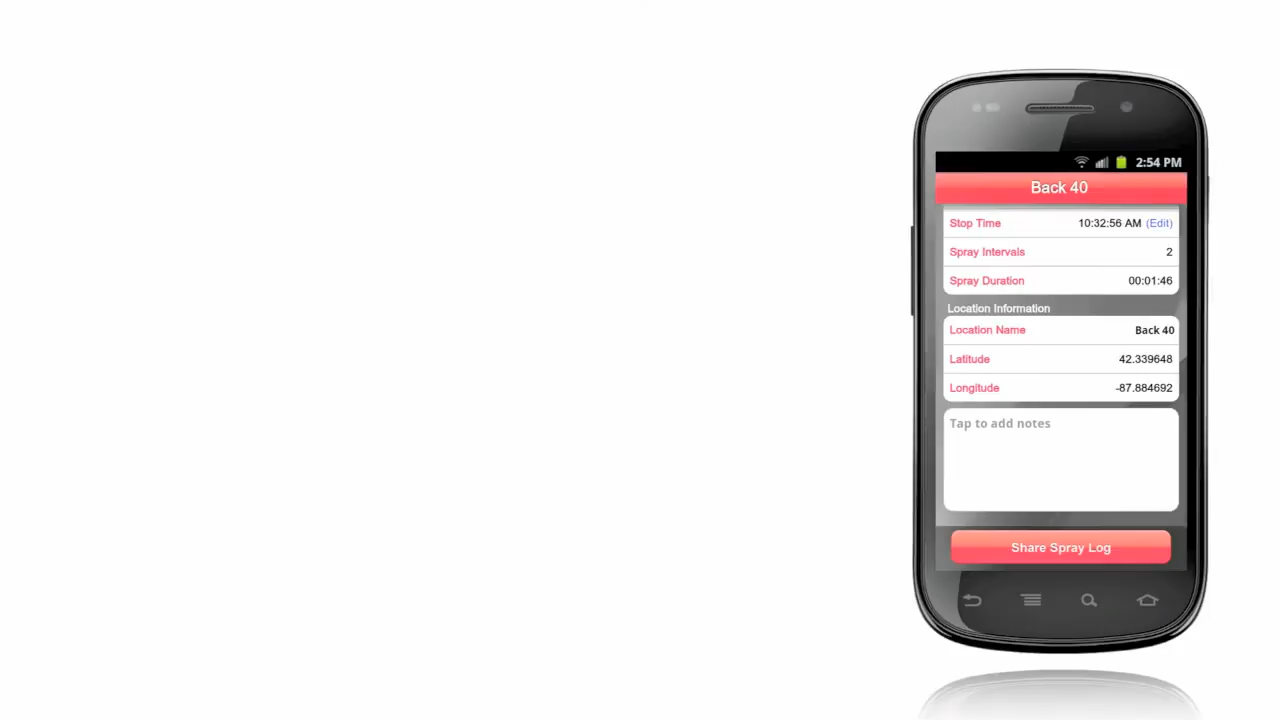 2:54 PM
Back 40
Stop Time 10:32:56 AM (Edit)
Spray Intervals 2
Spray Duration 00:01:46
Location Information
Location Name Back 40
Latitude 42.339648
Longitude -87.884692
Tap to add notes
Share Spray Log